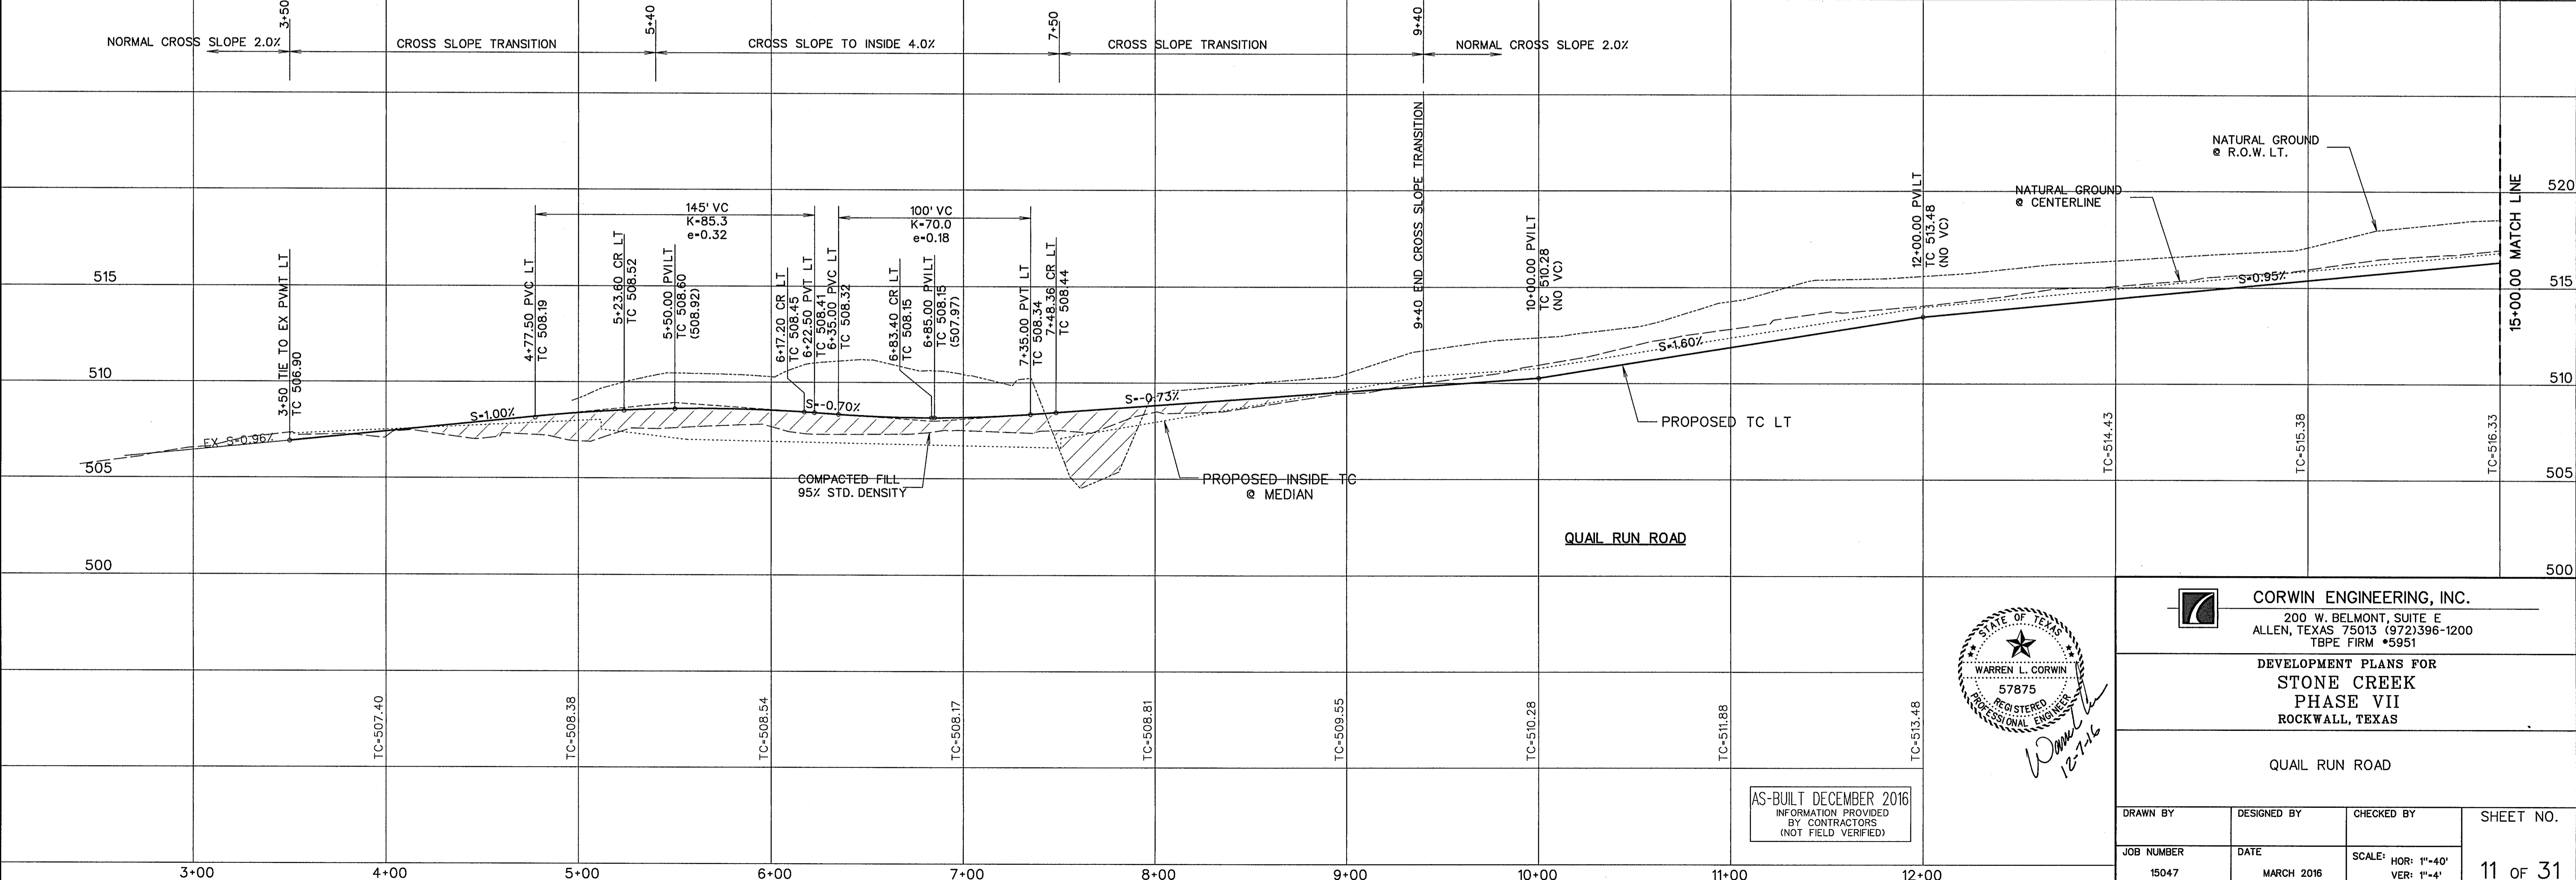 3+50
5+40
7+50
9+40
NORMAL CROSS SLOPE 2.0%
CROSS SLOPE TRANSITION
CROSS SLOPE TO INSIDE 4.0%
CROSS SLOPE TRANSITION
NORMAL CROSS SLOPE 2.0%
3+50 TIE TO EX PVMT LT
TC 506.90
4+77.50 PVC LT
TC 508.19
145' VC
K=85.3
e=0.32
5+23.60 CR LT
TC 508.52
5+50.00 PVI LT
TC 508.60
(508.92)
6+17.20 CR LT
TC 508.45
6+22.50 PVT LT
TC 508.41
6+35.00 PVC LT
TC 508.32
100' VC
K=70.0
e=0.18
6+83.40 CR LT
TC 508.15
6+85.00 PVI LT
TC 508.15
(507.97)
7+35.00 PVT LT
TC 508.34
7+48.36 CR LT
TC 508.44
9+40 END CROSS SLOPE TRANSITION
10+00.00 PVI LT
TC 510.28
(NO VC)
12+00.00 PVI LT
TC 513.48
(NO VC)
NATURAL GROUND
@ R.O.W. LT.
NATURAL GROUND
@ CENTERLINE
15+00.00 MATCH LINE
520
515
515
510
510
505
505
500
500
EX S=0.96%
S=1.00%
S=-0.70%
S=-0.73%
S=1.60%
S=0.95%
COMPACTED FILL
95% STD. DENSITY
PROPOSED INSIDE TC
@ MEDIAN
PROPOSED TC LT
QUAIL RUN ROAD
TC=507.40
TC=508.38
TC=508.54
TC=508.17
TC=508.81
TC=509.55
TC=510.28
TC=511.88
TC=513.48
TC=514.43
TC=515.38
TC=516.33
3+00
4+00
5+00
6+00
7+00
8+00
9+00
10+00
11+00
12+00
AS-BUILT DECEMBER 2016
INFORMATION PROVIDED
BY CONTRACTORS
(NOT FIELD VERIFIED)
STATE OF TEXAS
WARREN L. CORWIN
57875
REGISTERED
PROFESSIONAL ENGINEER
12-7-16
CORWIN ENGINEERING, INC.
200 W. BELMONT, SUITE E
ALLEN, TEXAS 75013 (972)396-1200
TBPE FIRM #5951
DEVELOPMENT PLANS FOR
STONE CREEK
PHASE VII
ROCKWALL, TEXAS
QUAIL RUN ROAD
DRAWN BY
DESIGNED BY
CHECKED BY
SHEET NO.
JOB NUMBER
15047
DATE
MARCH 2016
SCALE: HOR: 1"=40'
VER: 1"=4'
11 OF 31